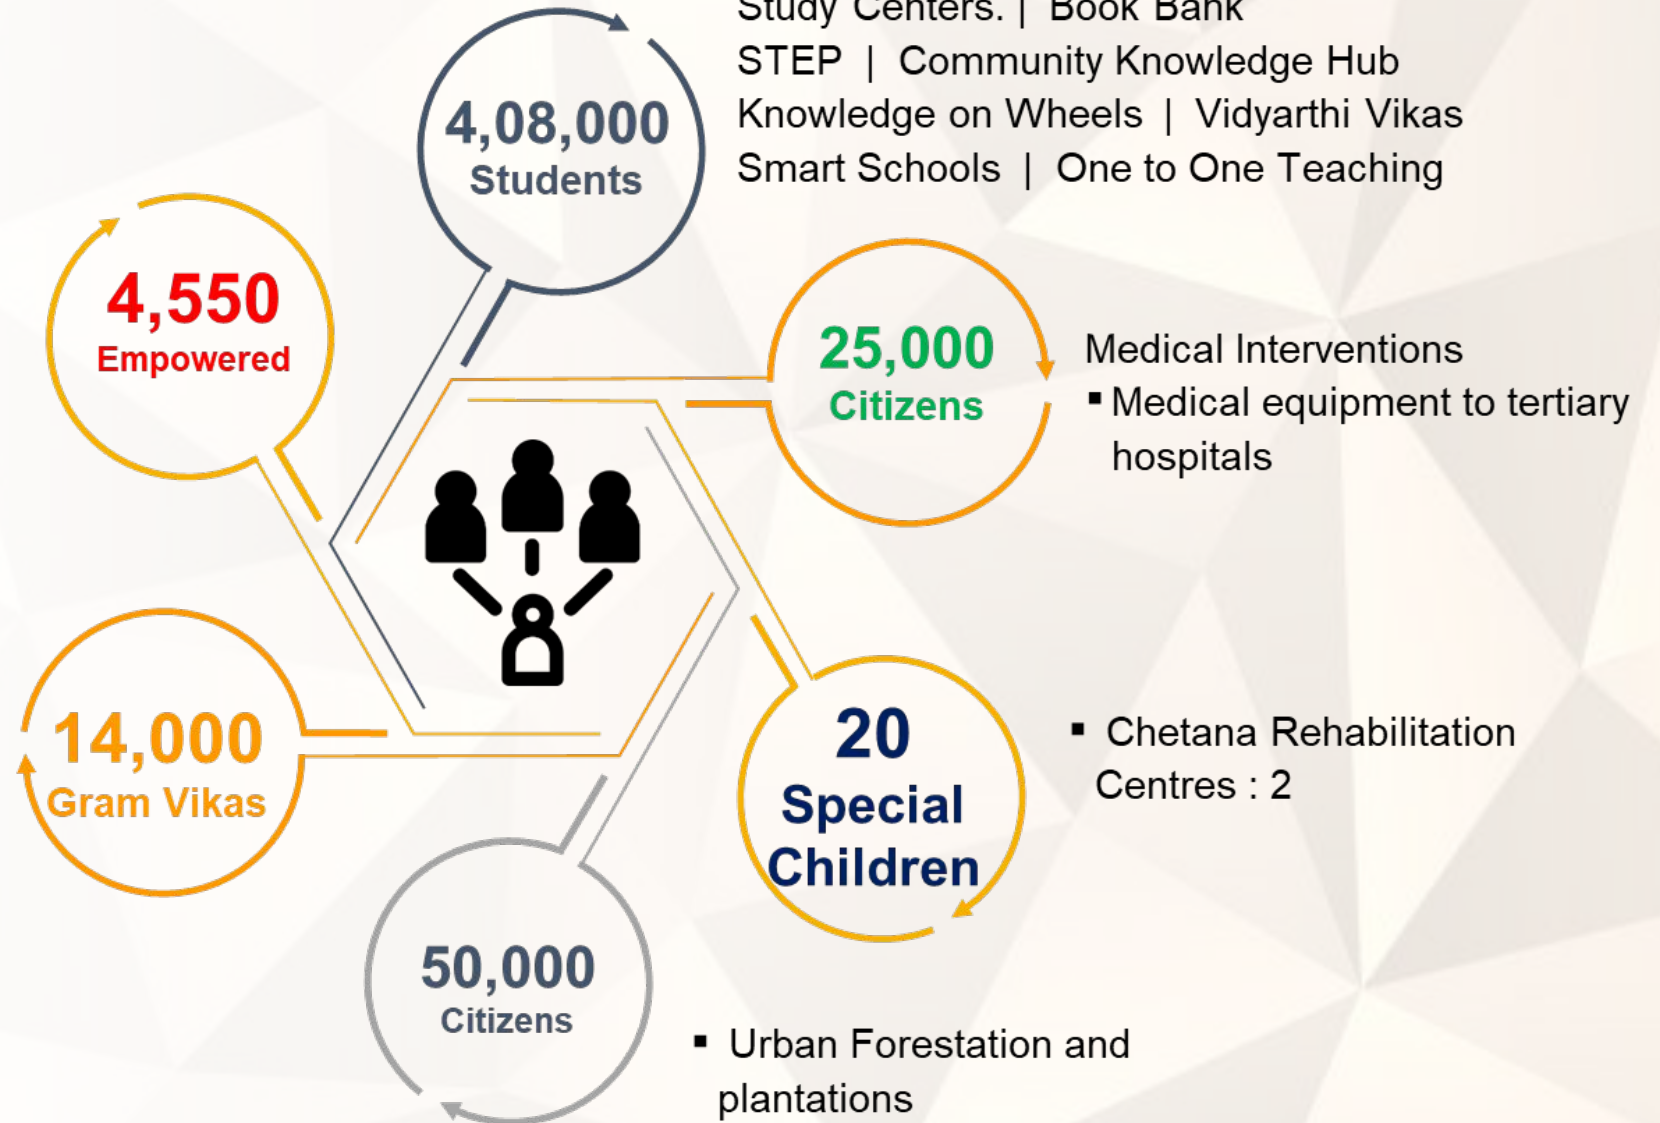 Study Centers. | Book Bank
STEP | Community Knowledge Hub
Knowledge on Wheels | Vidyarthi Vikas
Smart Schools | One to One Teaching
4,08,000
Students
4,550
Empowered
25,000
Citizens
Medical Interventions
▪ Medical equipment to tertiary
hospitals
14,000
Gram Vikas
20
Special
Children
▪ Chetana Rehabilitation
Centres : 2
50,000
Citizens
▪ Urban Forestation and
plantations